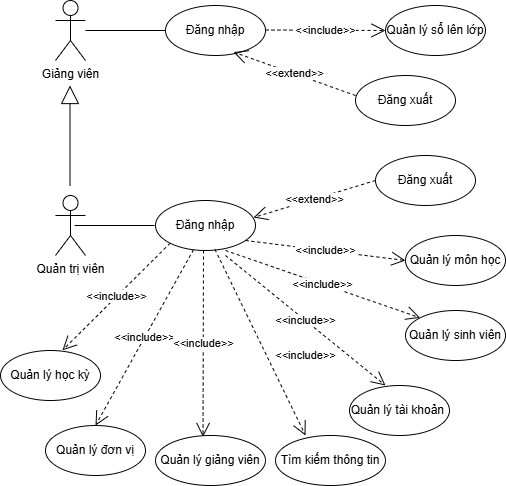 Đăng nhập
<<include>>
Quản lý sổ lên lớp
Giảng viên
<<extend>>
Đăng xuất
Đăng xuất
<<extend>>
Đăng nhập
Quản trị viên
<<include>>
Quản lý môn học
<<include>>
<<include>>
Quản lý sinh viên
<<include>>
<<include>>
<<include>>
<<include>>
Quản lý học kỳ
Quản lý tài khoản
Quản lý đơn vị
Quản lý giảng viên
Tìm kiếm thông tin